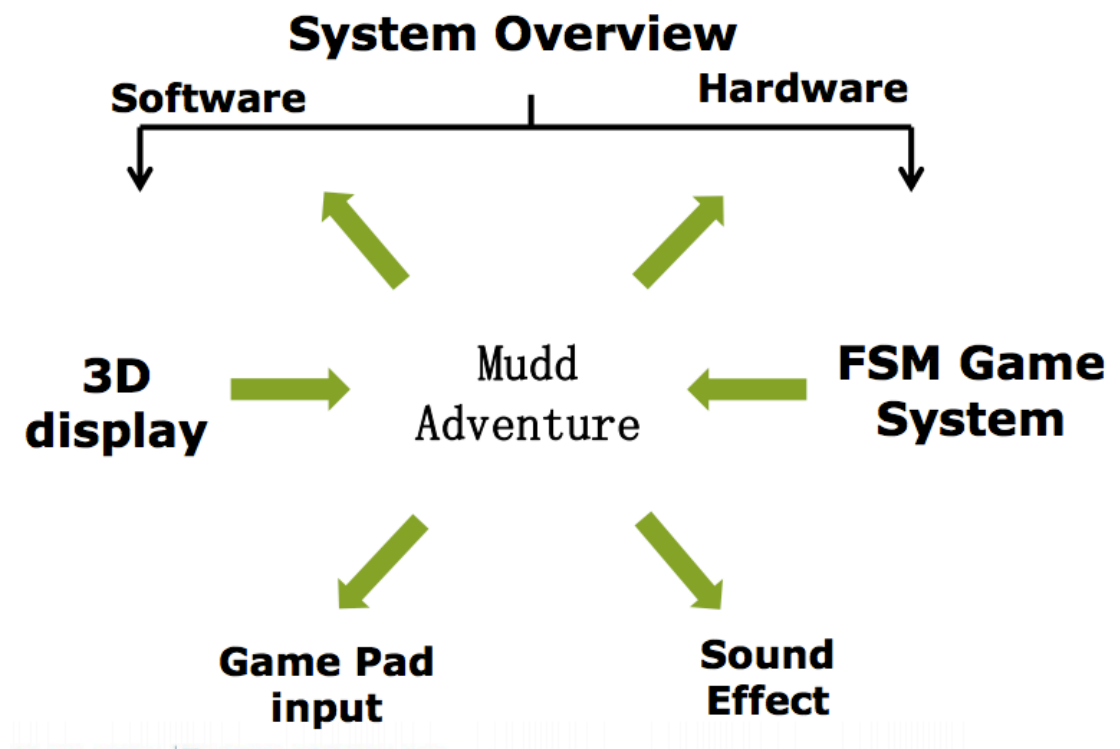 System Overview
Software
Hardware
3D
display
Mudd
Adventure
FSM Game
System
Game Pad
input
Sound
Effect